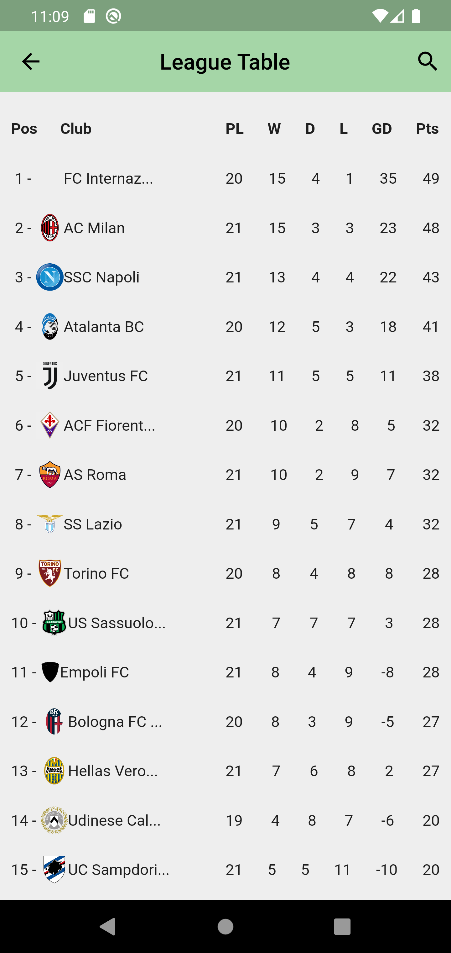 11:09
League Table
Pos Club PL W D L GD Pts
1 - FC Internaz... 20 15 4 1 35 49
2 - AC Milan 21 15 3 3 23 48
3 - SSC Napoli 21 13 4 4 22 43
4 - Atalanta BC 20 12 5 3 18 41
5 - Juventus FC 21 11 5 5 11 38
6 - ACF Fiorent... 20 10 2 8 5 32
7 - AS Roma 21 10 2 9 7 32
8 - SS Lazio 21 9 5 7 4 32
9 - TORINO Torino FC 20 8 4 8 8 28
10 - US Sassuolo... 21 7 7 7 3 28
11 - Empoli FC 21 8 4 9 -8 28
12 - Bologna FC ... 20 8 3 9 -5 27
13 - Hellas Vero... 21 7 6 8 2 27
14 - Udinese Cal... 19 4 8 7 -6 20
15 - UC Sampdori... 21 5 5 11 -10 20